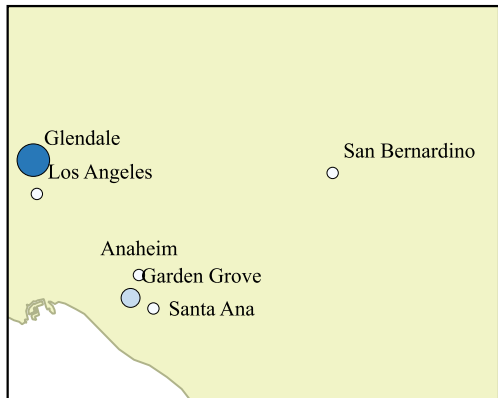 Glendale
San Bernardino
Los Angeles
Anaheim
Garden Grove
Santa Ana